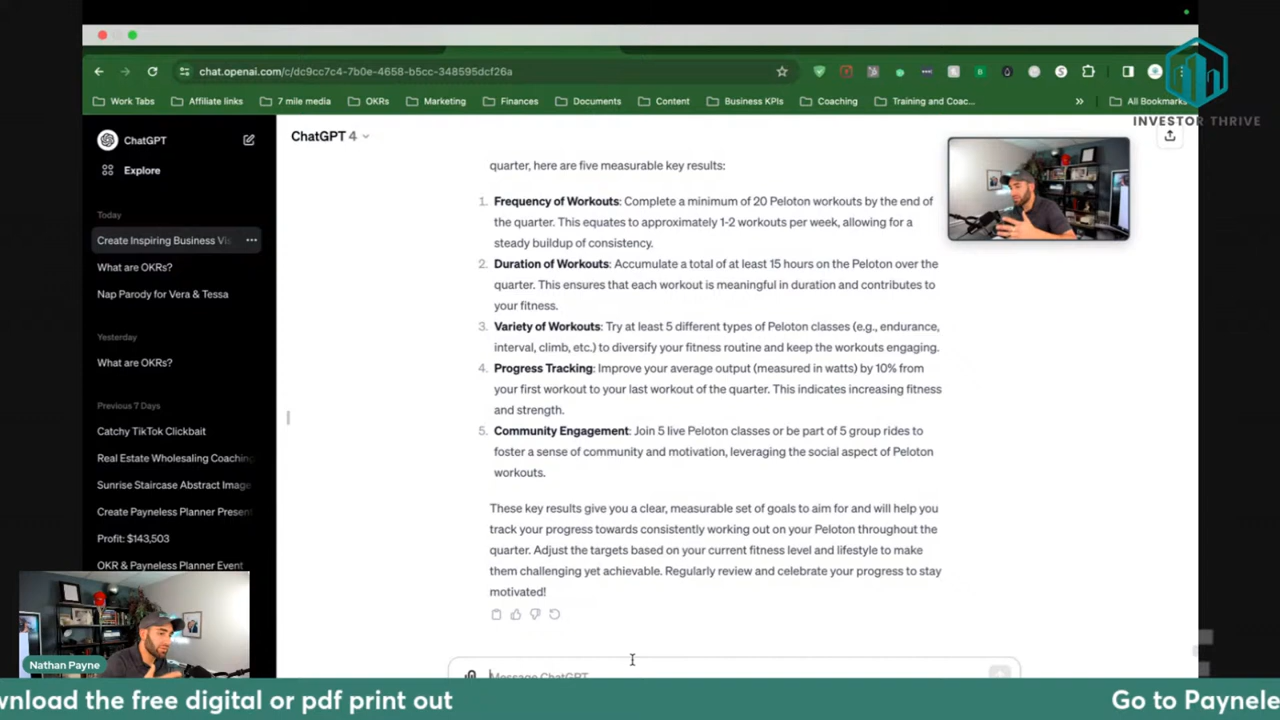 chat.openai.com/c/dc9cc7c4-7b0e-4658-b5cc-348595dcf26a
Work Tabs
Affiliate links
7 mile media
OKRs
Marketing
Finances
Documents
Content
Business KPIs
Coaching
Training and Coac...
»
All Bookmarks
INVESTOR THRIVE
ChatGPT
Explore
Today
Create Inspiring Business Vis
What are OKRs?
Nap Parody for Vera & Tessa
Yesterday
What are OKRs?
Previous 7 Days
Catchy TikTok Clickbait
Real Estate Wholesaling Coaching
Sunrise Staircase Abstract Image
Create Payneless Planner Present
Profit: $143,503
OKR & Payneless Planner Event
ChatGPT 4
quarter, here are five measurable key results:
1. Frequency of Workouts: Complete a minimum of 20 Peloton workouts by the end of
the quarter. This equates to approximately 1-2 workouts per week, allowing for a
steady buildup of consistency.
2. Duration of Workouts: Accumulate a total of at least 15 hours on the Peloton over the
quarter. This ensures that each workout is meaningful in duration and contributes to
your fitness.
3. Variety of Workouts: Try at least 5 different types of Peloton classes (e.g., endurance,
interval, climb, etc.) to diversify your fitness routine and keep the workouts engaging.
4. Progress Tracking: Improve your average output (measured in watts) by 10% from
your first workout to your last workout of the quarter. This indicates increasing fitness
and strength.
5. Community Engagement: Join 5 live Peloton classes or be part of 5 group rides to
foster a sense of community and motivation, leveraging the social aspect of Peloton
workouts.
These key results give you a clear, measurable set of goals to aim for and will help you
track your progress towards consistently working out on your Peloton throughout the
quarter. Adjust the targets based on your current fitness level and lifestyle to make
them challenging yet achievable. Regularly review and celebrate your progress to stay
motivated!
Message ChatGPT
Nathan Payne
wnload the free digital or pdf print out
Go to Paynele